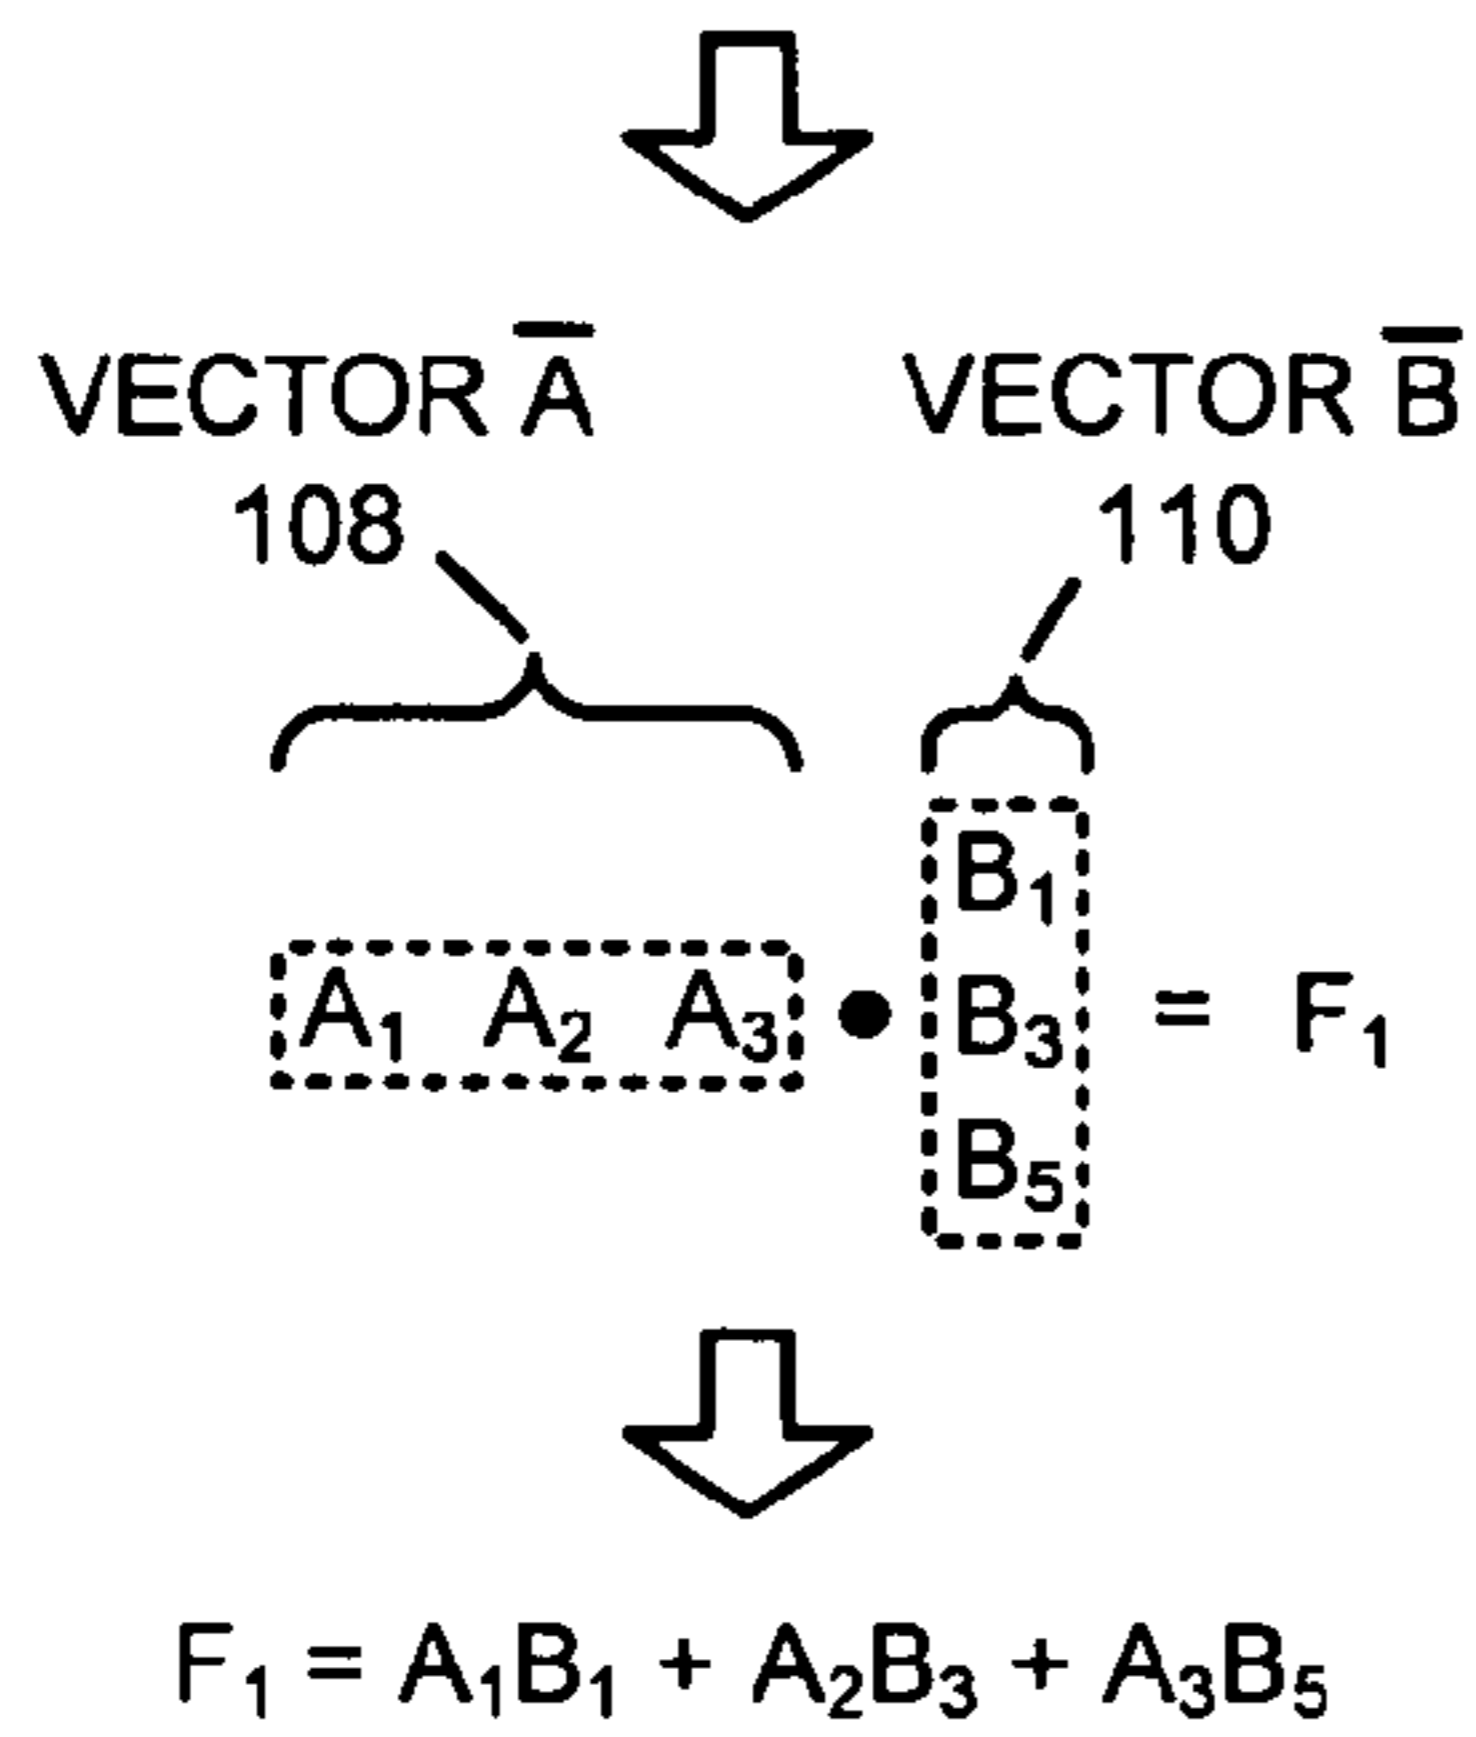 VECTOR A̅ VECTOR B̅
108 110
B₁
A₁ A₂ A₃ • B₃ = F₁
B₅
F₁ = A₁B₁ + A₂B₃ + A₃B₅